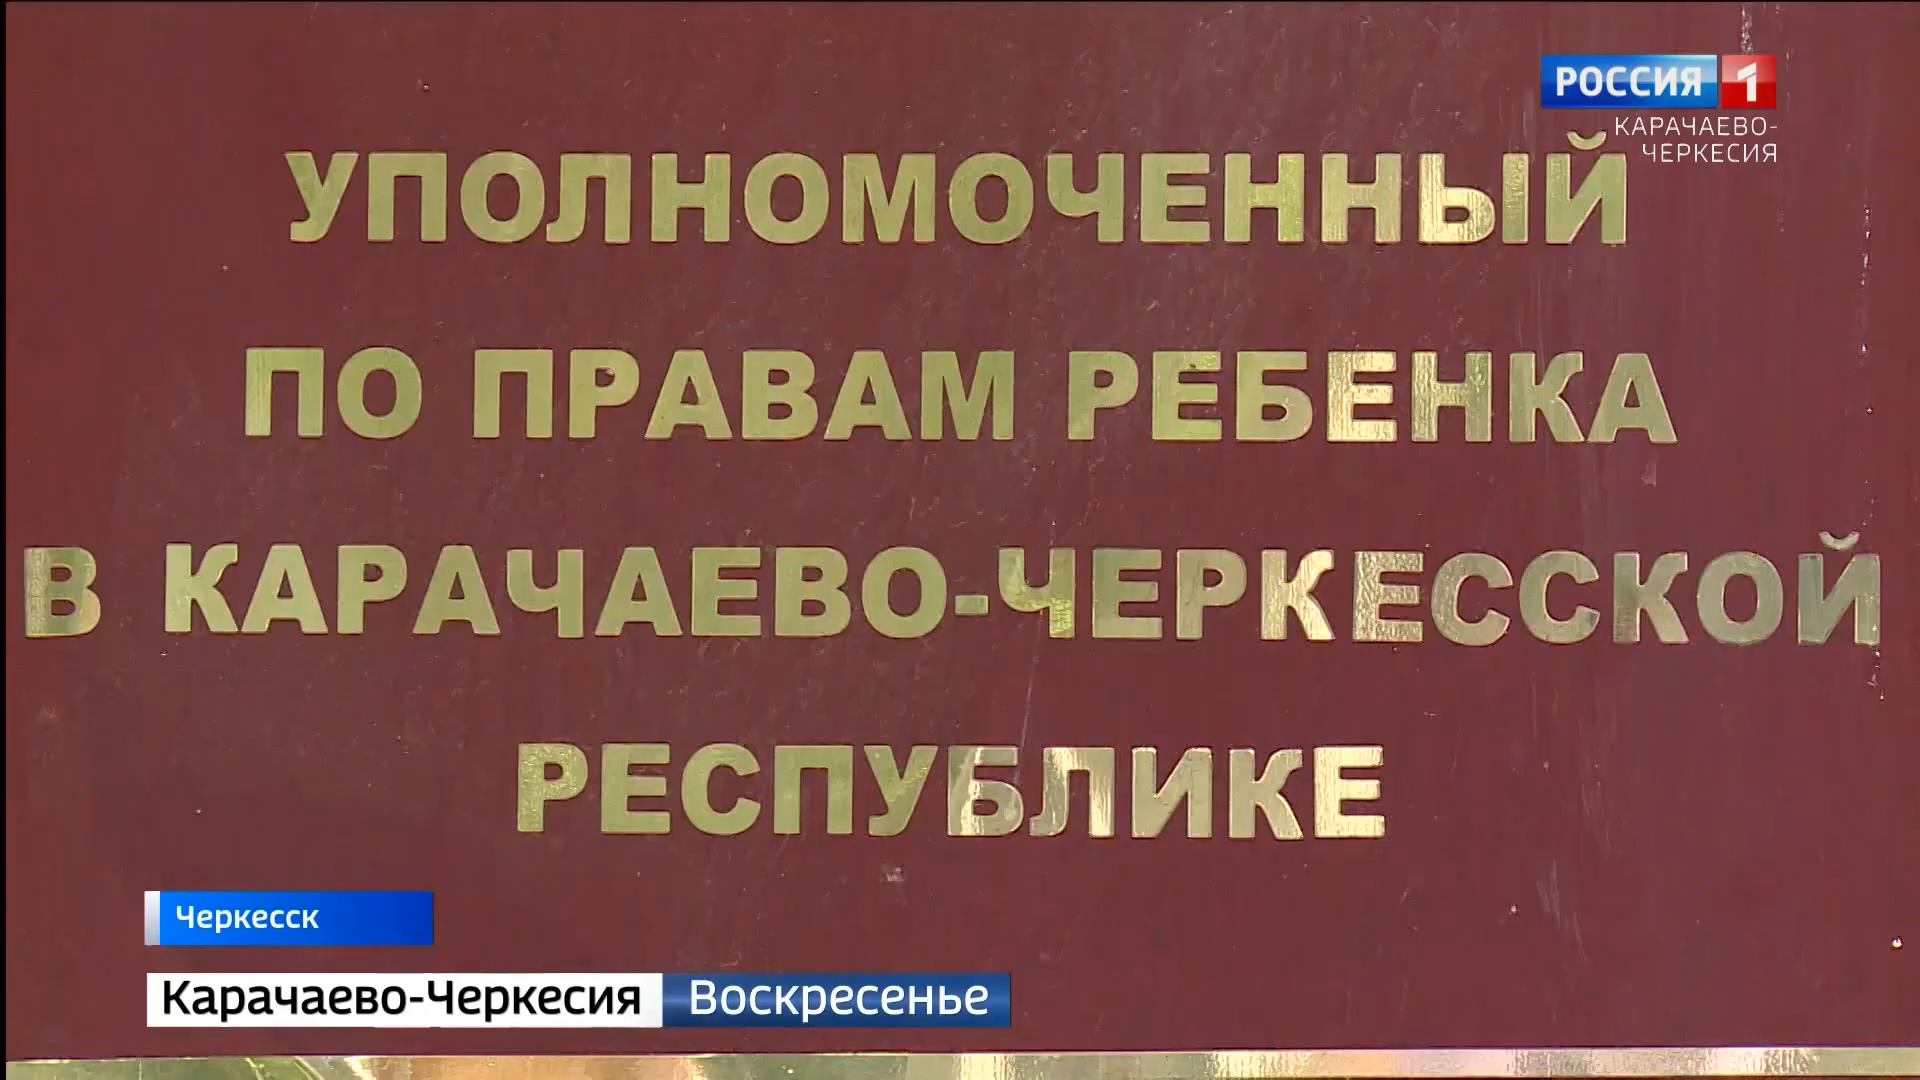 РОССИЯ 1
КАРАЧАЕВО-
ЧЕРКЕСИЯ
УПОЛНОМОЧЕННЫЙ
ПО ПРАВАМ РЕБЕНКА
В КАРАЧАЕВО-ЧЕРКЕССКОЙ
РЕСПУБЛИКЕ
Черкесск
Карачаево-Черкесия Воскресенье